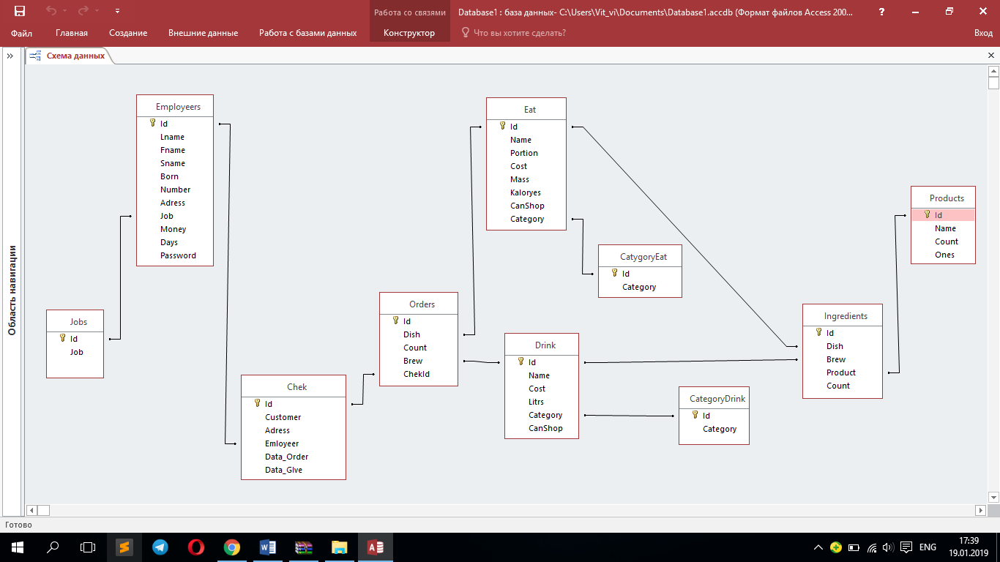 Работа со связями
Database1 : база данных- C:\Users\Vit_vi\Documents\Database1.accdb (Формат файлов Access 200...
?
Файл
Главная
Создание
Внешние данные
Работа с базами данных
Конструктор
Что вы хотите сделать?
Вход
Схема данных
Область навигации
Employeers
Id
Lname
Fname
Sname
Born
Number
Adress
Job
Money
Days
Password
Jobs
Id
Job
Chek
Id
Customer
Adress
Emloyeer
Data_Order
Data_GIve
Orders
Id
Dish
Count
Brew
ChekId
Eat
Id
Name
Portion
Cost
Mass
Kaloryes
CanShop
Category
CatygoryEat
Id
Category
Drink
Id
Name
Cost
Litrs
Category
CanShop
CategoryDrink
Id
Category
Ingredients
Id
Dish
Brew
Product
Count
Products
Id
Name
Count
Ones
Готово
ENG
17:39
19.01.2019